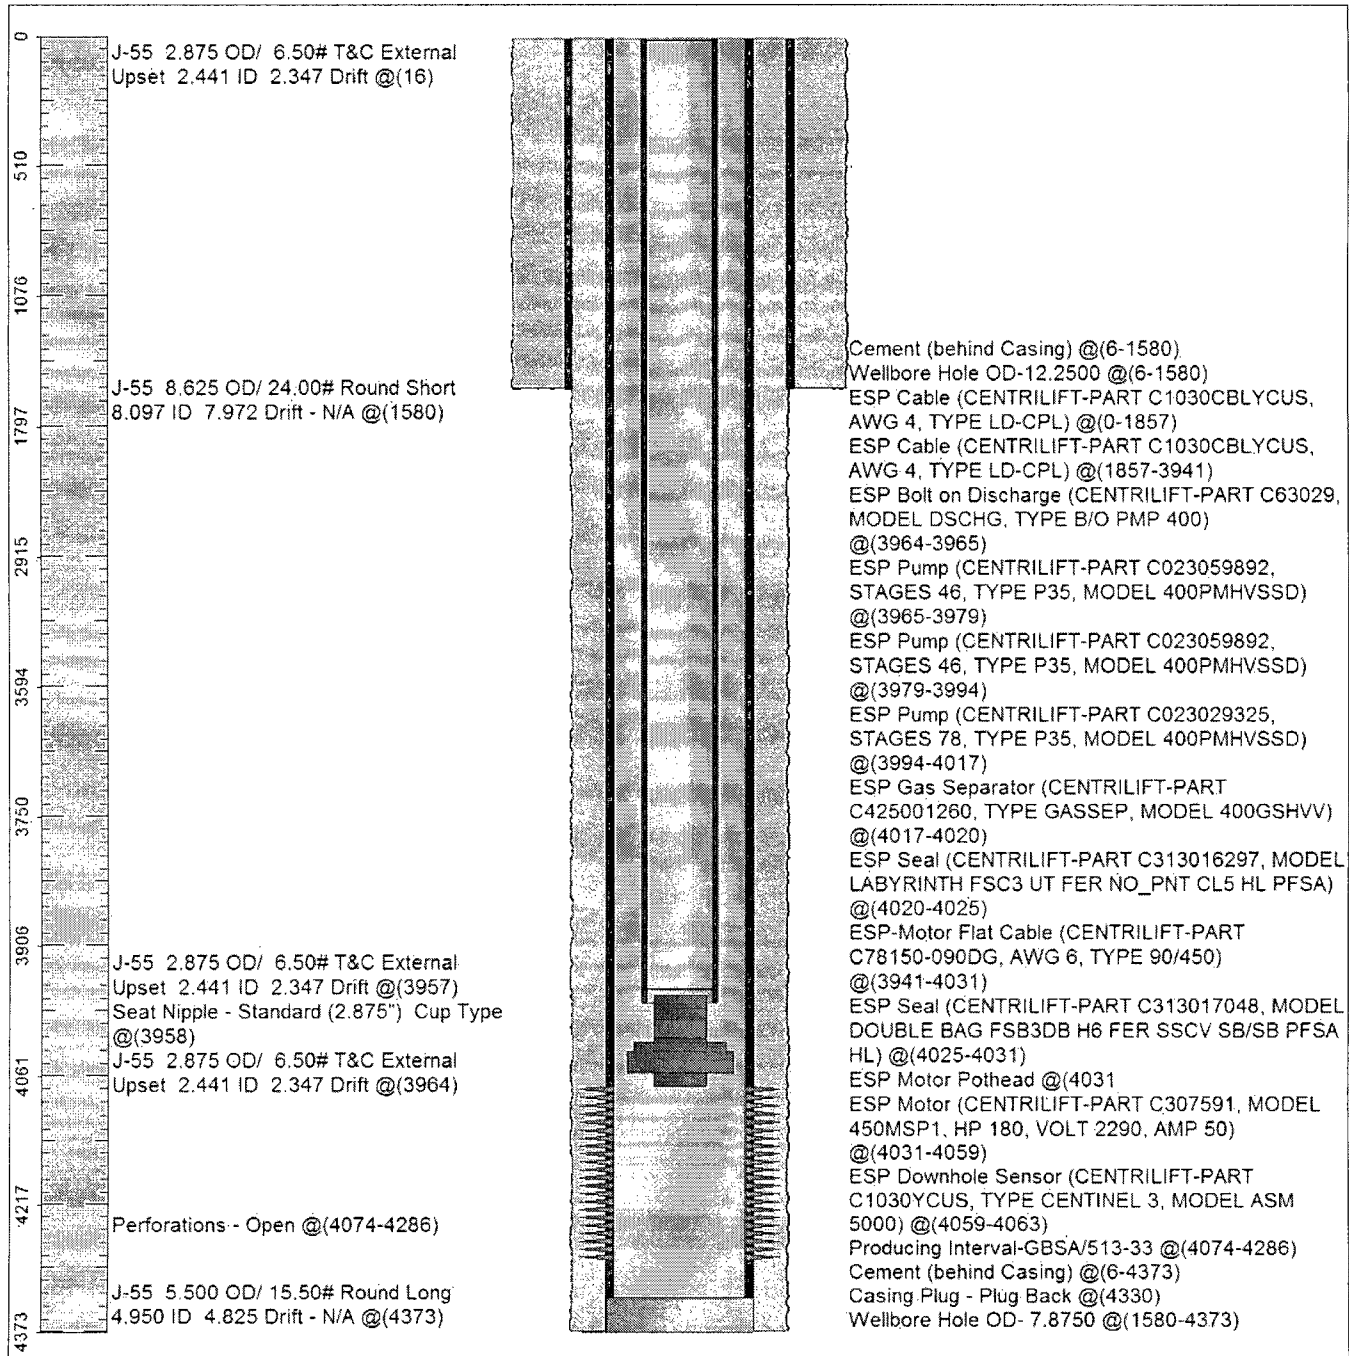 0
510
1076
1797
2915
3594
3750
3906
4061
4217
4373
J-55 2.875 OD/ 6.50# T&C External
Upset 2.441 ID 2.347 Drift @(16)
J-55 8.625 OD/ 24.00# Round Short
8.097 ID 7.972 Drift - N/A @(1580)
J-55 2.875 OD/ 6.50# T&C External
Upset 2.441 ID 2.347 Drift @(3957)
Seat Nipple - Standard (2.875") Cup Type
@(3958)
J-55 2.875 OD/ 6.50# T&C External
Upset 2.441 ID 2.347 Drift @(3964)
Perforations - Open @(4074-4286)
J-55 5.500 OD/ 15.50# Round Long
4.950 ID 4.825 Drift - N/A @(4373)
Cement (behind Casing) @(6-1580)
Wellbore Hole OD-12.2500 @(6-1580)
ESP Cable (CENTRILIFT-PART C1030CBLYCUS,
AWG 4, TYPE LD-CPL) @(0-1857)
ESP Cable (CENTRILIFT-PART C1030CBLYCUS,
AWG 4, TYPE LD-CPL) @(1857-3941)
ESP Bolt on Discharge (CENTRILIFT-PART C63029,
MODEL DSCHG, TYPE B/O PMP 400)
@(3964-3965)
ESP Pump (CENTRILIFT-PART C023059892,
STAGES 46, TYPE P35, MODEL 400PMHVSSD)
@(3965-3979)
ESP Pump (CENTRILIFT-PART C023059892,
STAGES 46, TYPE P35, MODEL 400PMHVSSD)
@(3979-3994)
ESP Pump (CENTRILIFT-PART C023029325,
STAGES 78, TYPE P35, MODEL 400PMHVSSD)
@(3994-4017)
ESP Gas Separator (CENTRILIFT-PART
C425001260, TYPE GASSEP, MODEL 400GSHVV)
@(4017-4020)
ESP Seal (CENTRILIFT-PART C313016297, MODEL
LABYRINTH FSC3 UT FER NO_PNT CL5 HL PFSA)
@(4020-4025)
ESP-Motor Flat Cable (CENTRILIFT-PART
C78150-090DG, AWG 6, TYPE 90/450)
@(3941-4031)
ESP Seal (CENTRILIFT-PART C313017048, MODEL
DOUBLE BAG FSB3DB H6 FER SSCV SB/SB PFSA
HL) @(4025-4031)
ESP Motor Pothead @(4031
ESP Motor (CENTRILIFT-PART C307591, MODEL
450MSP1, HP 180, VOLT 2290, AMP 50)
@(4031-4059)
ESP Downhole Sensor (CENTRILIFT-PART
C1030YCUS, TYPE CENTINEL 3, MODEL ASM
5000) @(4059-4063)
Producing Interval-GBSA/513-33 @(4074-4286)
Cement (behind Casing) @(6-4373)
Casing Plug - Plug Back @(4330)
Wellbore Hole OD- 7.8750 @(1580-4373)